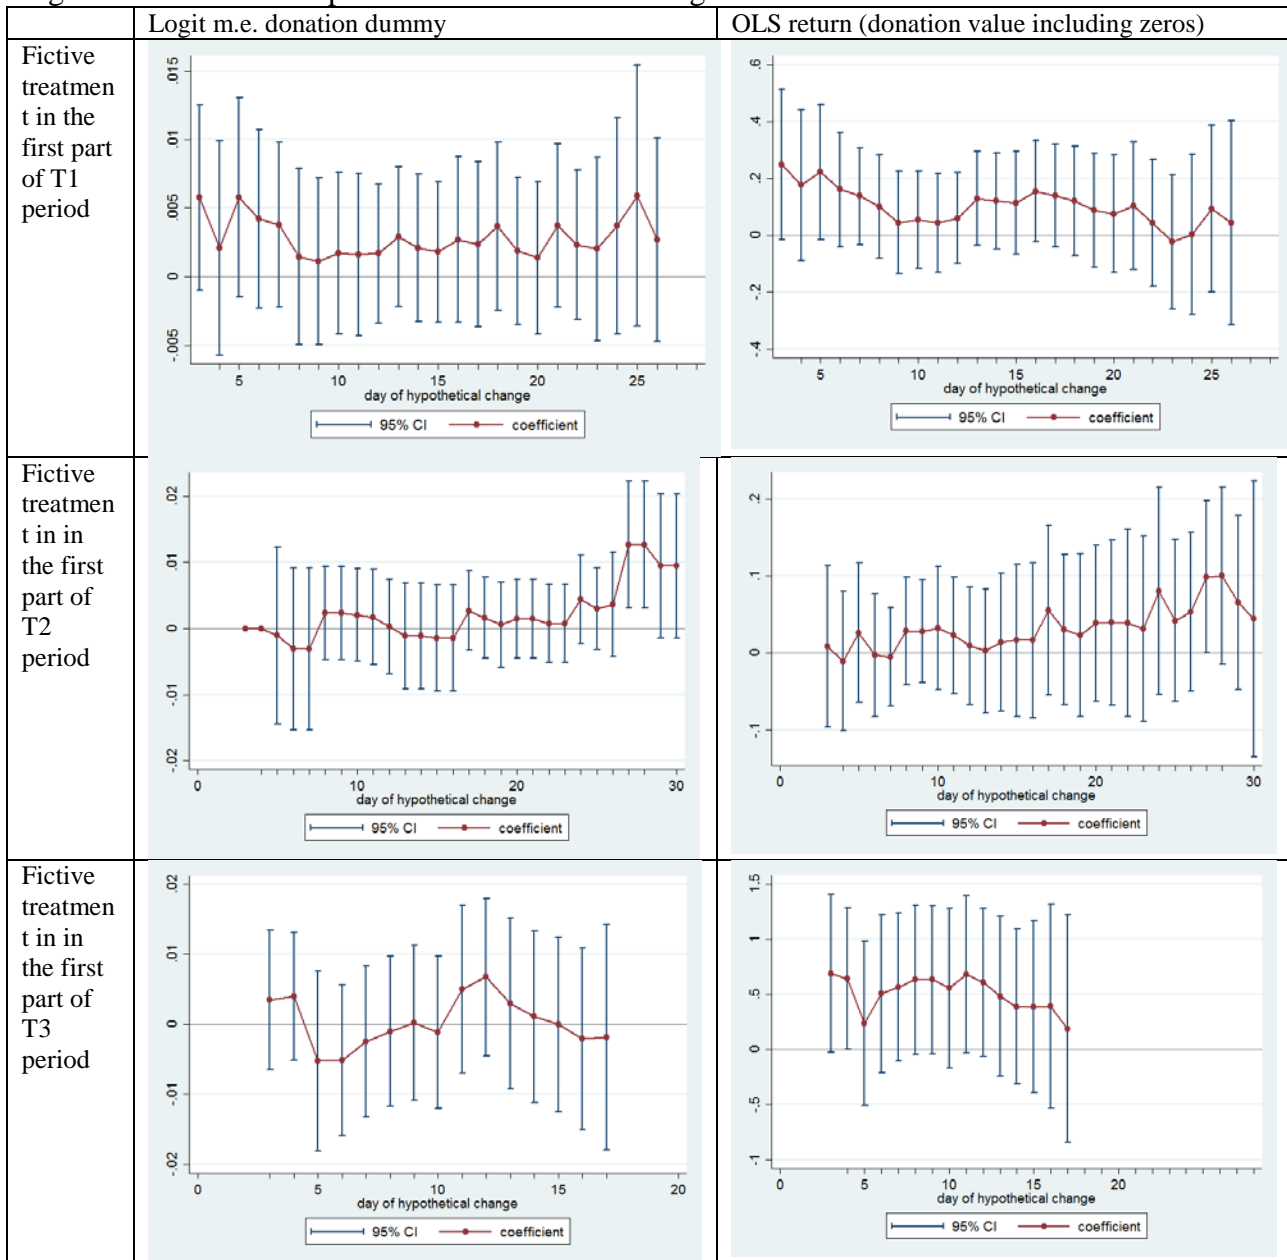 Logit m.e. donation dummy
OLS return (donation value including zeros)
Fictive
treatmen
t in the
first part
of T1
period
.015
.01
.005
0
-.005
5 10 15 20 25
day of hypothetical change
95% CI coefficient
.6
.4
.2
0
-.2
-.4
5 10 15 20 25
day of hypothetical change
95% CI coefficient
Fictive
treatmen
t in in
the first
part of
T2
period
.02
.01
0
-.01
-.02
0 10 20 30
day of hypothetical change
95% CI coefficient
.2
.1
0
-.1
0 10 20 30
day of hypothetical change
95% CI coefficient
Fictive
treatmen
t in in
the first
part of
T3
period
.02
.01
0
-.01
-.02
0 5 10 15 20
day of hypothetical change
95% CI coefficient
1.5
1
.5
0
-.5
-1
0 5 10 15 20 25
day of hypothetical change
95% CI coefficient